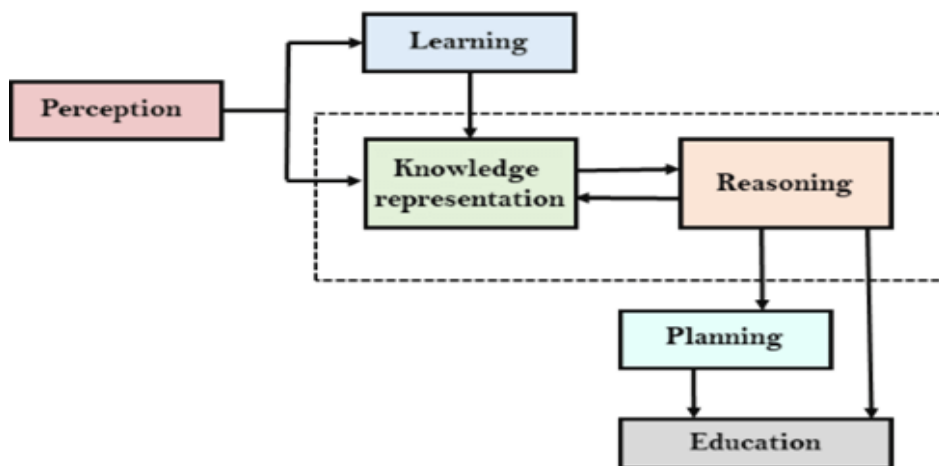 Learning
Perception
Knowledge
representation
Reasoning
Planning
Education